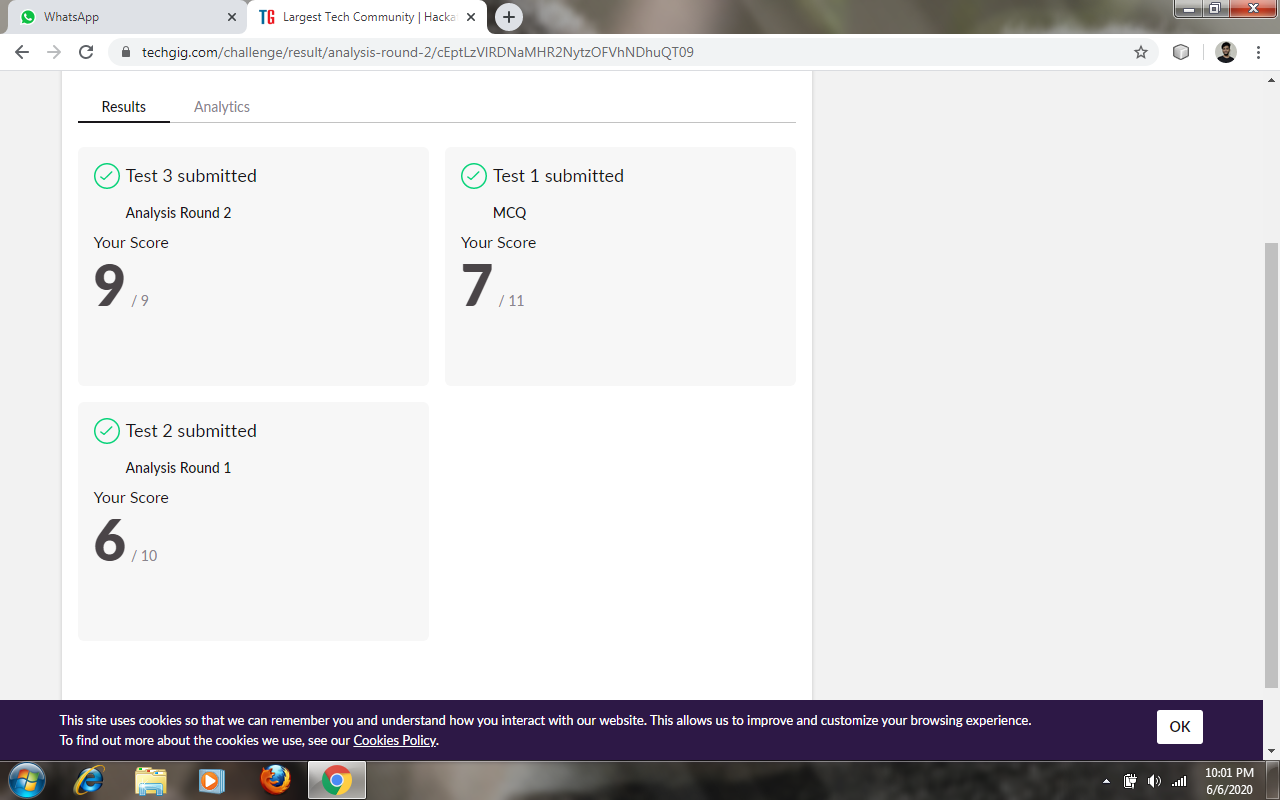 WhatsApp
TG Largest Tech Community | Hacka
techgig.com/challenge/result/analysis-round-2/cEptLzVlRDNaMHR2NytzOFVhNDhuQT09
Results
Analytics
Test 3 submitted
Analysis Round 2
Your Score
9 / 9
Test 1 submitted
MCQ
Your Score
7 / 11
Test 2 submitted
Analysis Round 1
Your Score
6 / 10
This site uses cookies so that we can remember you and understand how you interact with our website. This allows us to improve and customize your browsing experience.
To find out more about the cookies we use, see our Cookies Policy.
OK
10:01 PM
6/6/2020